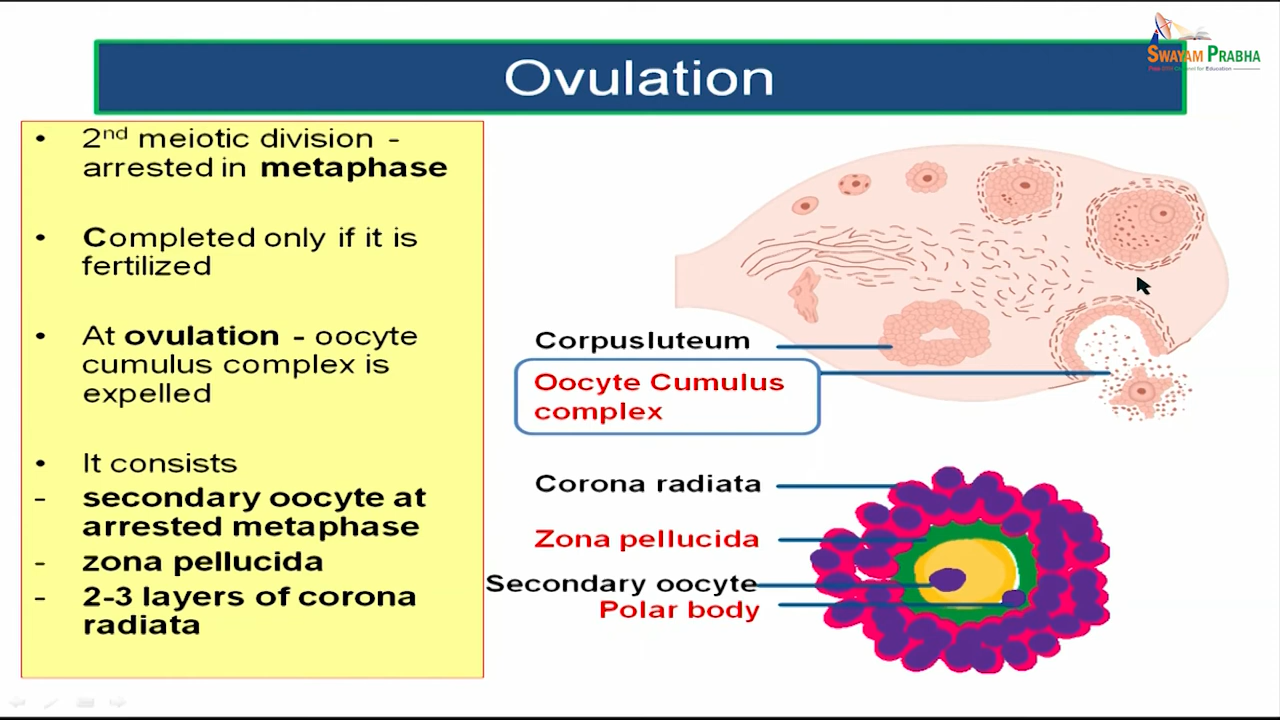 SWAYAM PRABHA
Ovulation
• 2nd meiotic division -
arrested in metaphase
• Completed only if it is
fertilized
• At ovulation - oocyte
cumulus complex is
expelled
• It consists
- secondary oocyte at
arrested metaphase
- zona pellucida
- 2-3 layers of corona
radiata
Corpusluteum
Oocyte Cumulus
complex
Corona radiata
Zona pellucida
Secondary oocyte
Polar body